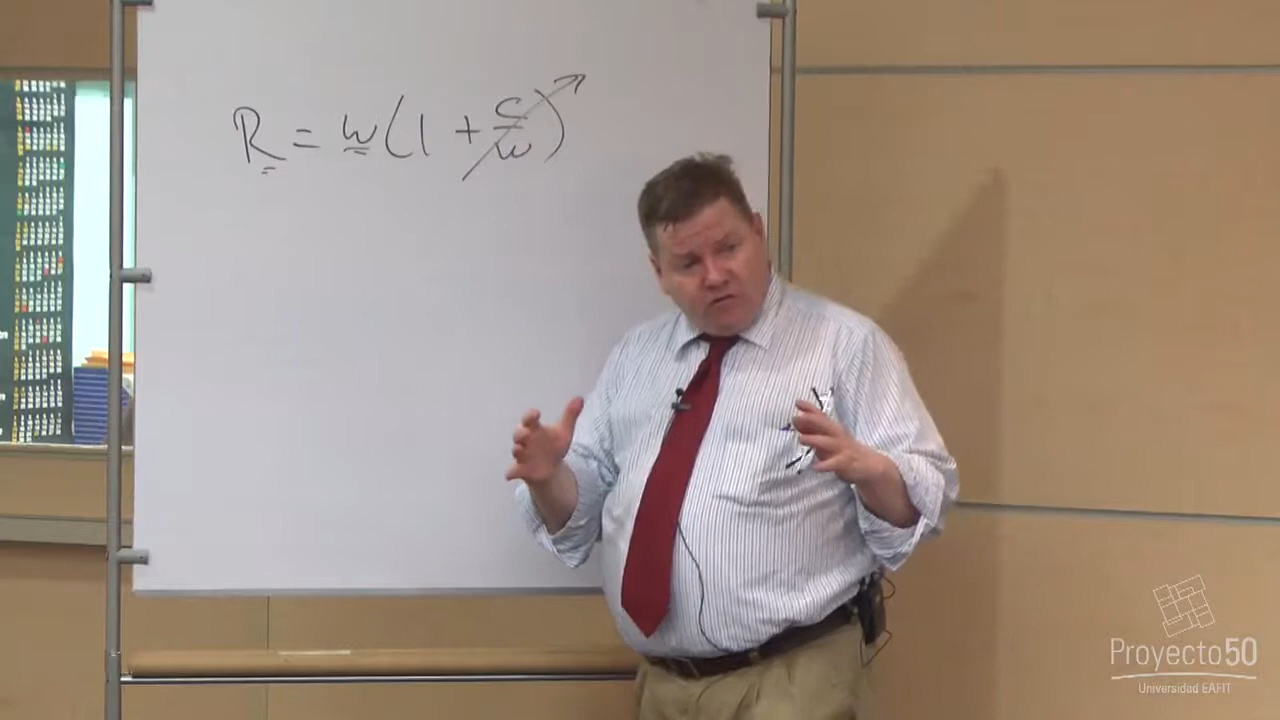 R = w(1 + c/w)
Proyecto50
Universidad EAFIT